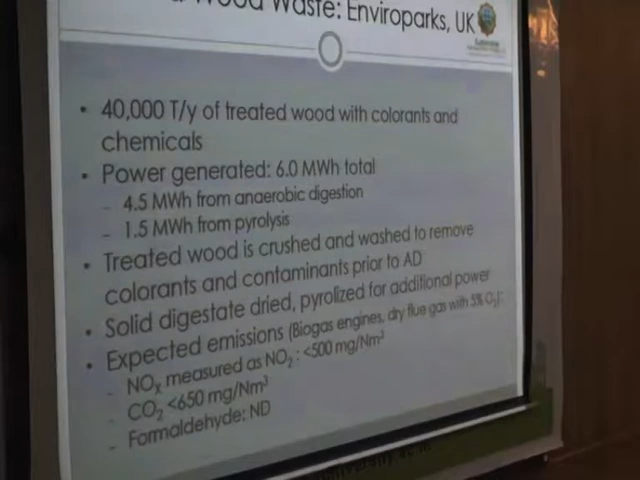 Wood Waste: Enviroparks, UK
• 40,000 T/y of treated wood with colorants and
chemicals
• Power generated: 6.0 MWh total
– 4.5 MWh from anaerobic digestion
– 1.5 MWh from pyrolysis
• Treated wood is crushed and washed to remove
colorants and contaminants prior to AD
• Solid digestate dried, pyrolized for additional power
• Expected emissions (Biogas engines, dry flue gas with 5% O₂):
– NOₓ measured as NO₂ : <500 mg/Nm³
– CO₂ <650 mg/Nm³
– Formaldehyde: ND